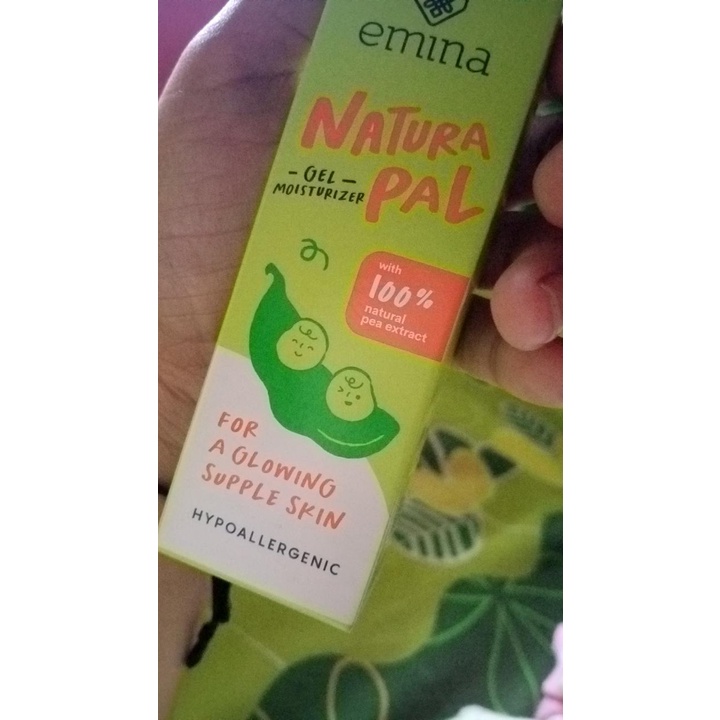 emina
NATURA
PAL
– GEL –
MOISTURIZER
with
100%
natural
pea extract
FOR
A GLOWING
SUPPLE SKIN
HYPOALLERGENIC